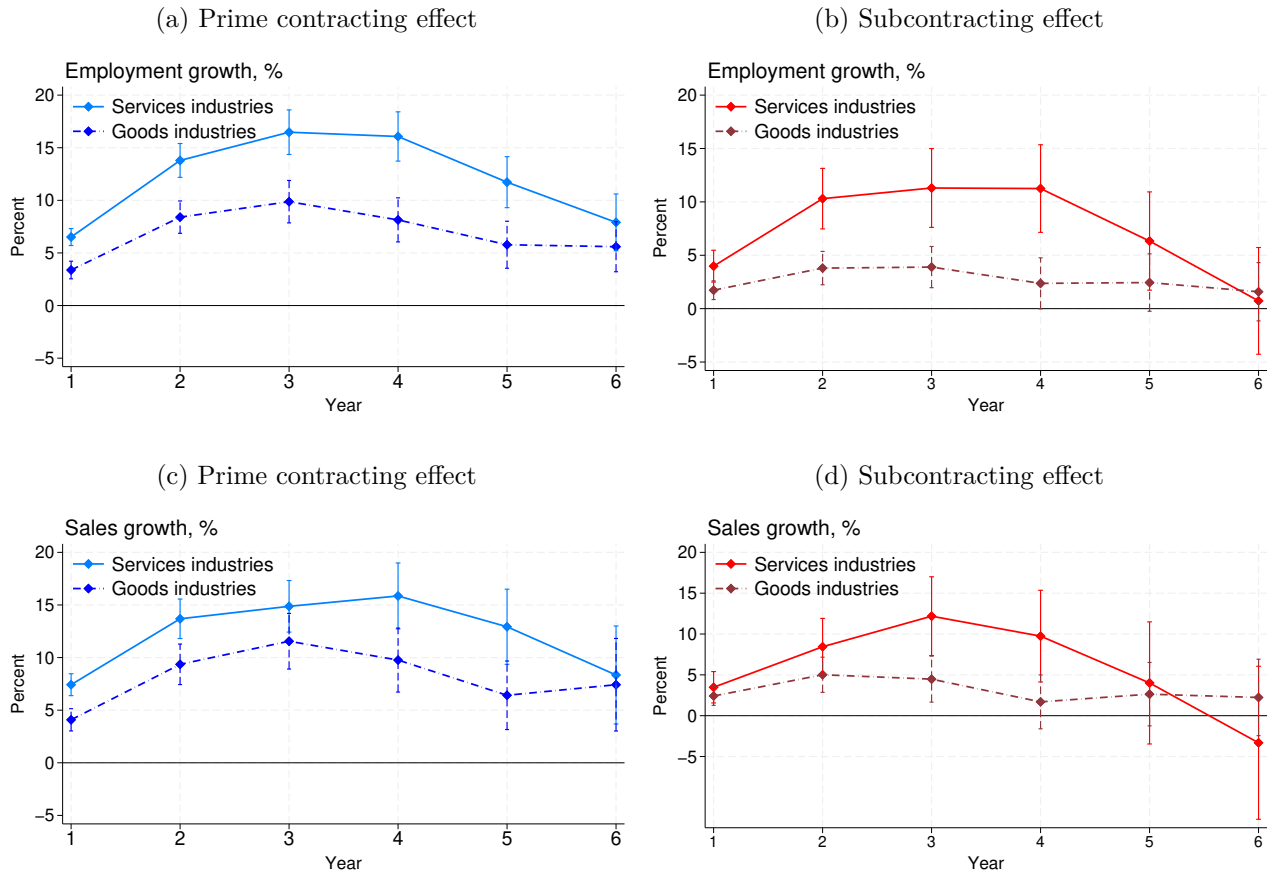 (a) Prime contracting effect
Employment growth, %
Services industries
Goods industries
20
15
10
5
0
−5
Percent
1 2 3 4 5 6
Year
(b) Subcontracting effect
Employment growth, %
Services industries
Goods industries
20
15
10
5
0
−5
Percent
1 2 3 4 5 6
Year
(c) Prime contracting effect
Sales growth, %
Services industries
Goods industries
20
15
10
5
0
−5
Percent
1 2 3 4 5 6
Year
(d) Subcontracting effect
Sales growth, %
Services industries
Goods industries
20
15
10
5
0
−5
Percent
1 2 3 4 5 6
Year